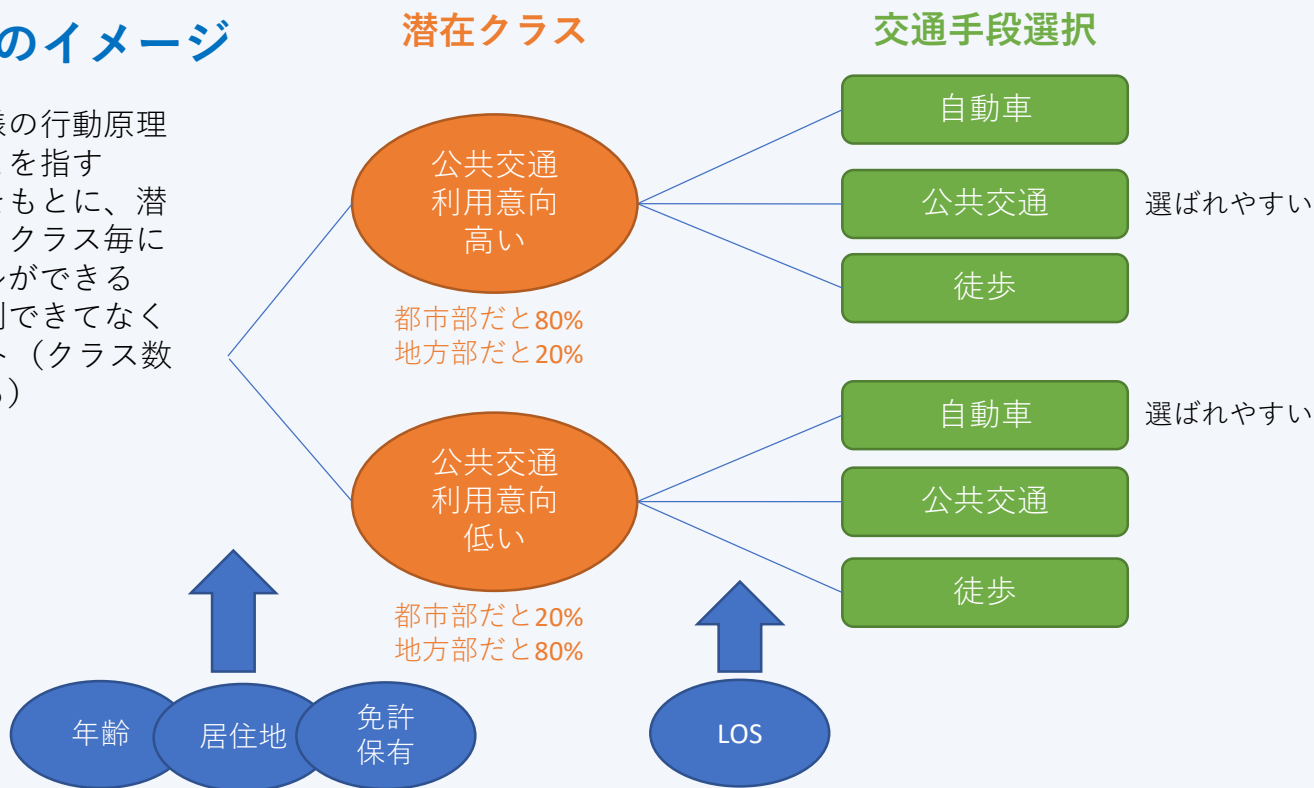 のイメージ
潜在クラス
交通手段選択
の行動原理
を指す
をもとに、潜
クラス毎に
ができる
できてなく
（クラス数
）
公共交通
利用意向
高い
都市部だと80%
地方部だと20%
自動車
公共交通
選ばれやすい
徒歩
公共交通
利用意向
低い
都市部だと20%
地方部だと80%
自動車
選ばれやすい
公共交通
徒歩
年齢
居住地
免許
保有
LOS